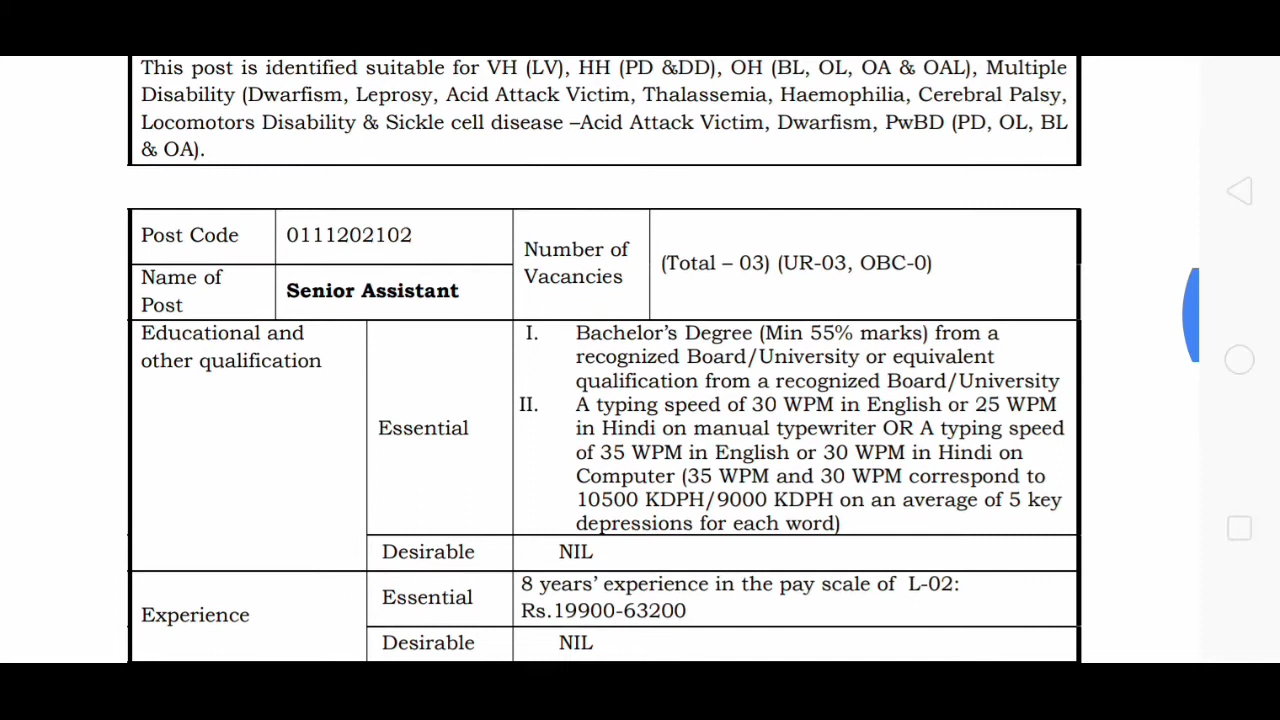 This post is identified suitable for VH (LV), HH (PD &DD), OH (BL, OL, OA & OAL), Multiple
Disability (Dwarfism, Leprosy, Acid Attack Victim, Thalassemia, Haemophilia, Cerebral Palsy,
Locomotors Disability & Sickle cell disease –Acid Attack Victim, Dwarfism, PwBD (PD, OL, BL
& OA).
Post Code
0111202102
Number of
Vacancies
(Total – 03) (UR-03, OBC-0)
Name of
Post
Senior Assistant
Educational and
other qualification
Essential
I. Bachelor's Degree (Min 55% marks) from a
recognized Board/University or equivalent
qualification from a recognized Board/University
II. A typing speed of 30 WPM in English or 25 WPM
in Hindi on manual typewriter OR A typing speed
of 35 WPM in English or 30 WPM in Hindi on
Computer (35 WPM and 30 WPM correspond to
10500 KDPH/9000 KDPH on an average of 5 key
depressions for each word)
Desirable
NIL
Experience
Essential
8 years' experience in the pay scale of L-02:
Rs.19900-63200
Desirable
NIL